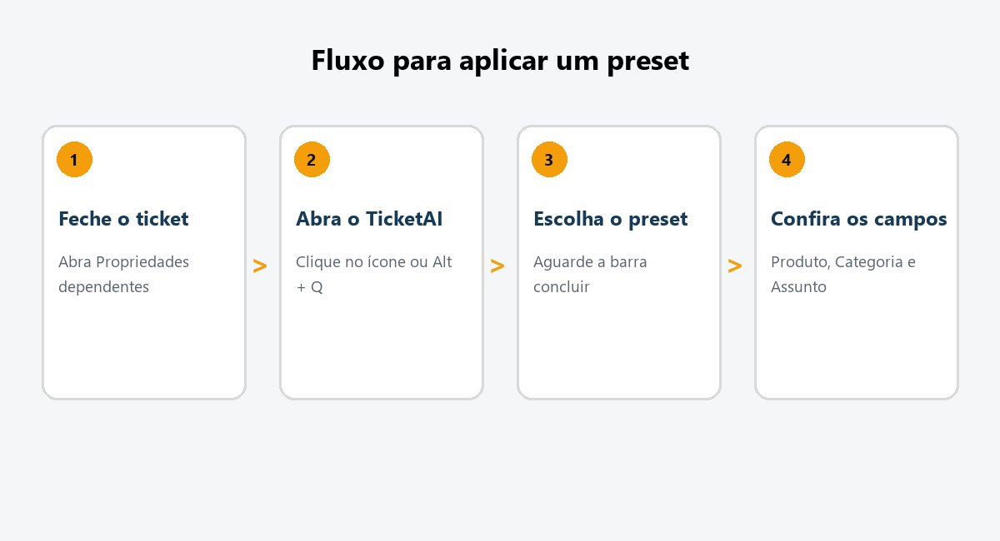 Fluxo para aplicar um preset
1
Feche o ticket
Abra Propriedades
dependentes
>
2
Abra o TicketAI
Clique no ícone ou Alt
+ Q
>
3
Escolha o preset
Aguarde a barra
concluir
>
4
Confira os campos
Produto, Categoria e
Assunto